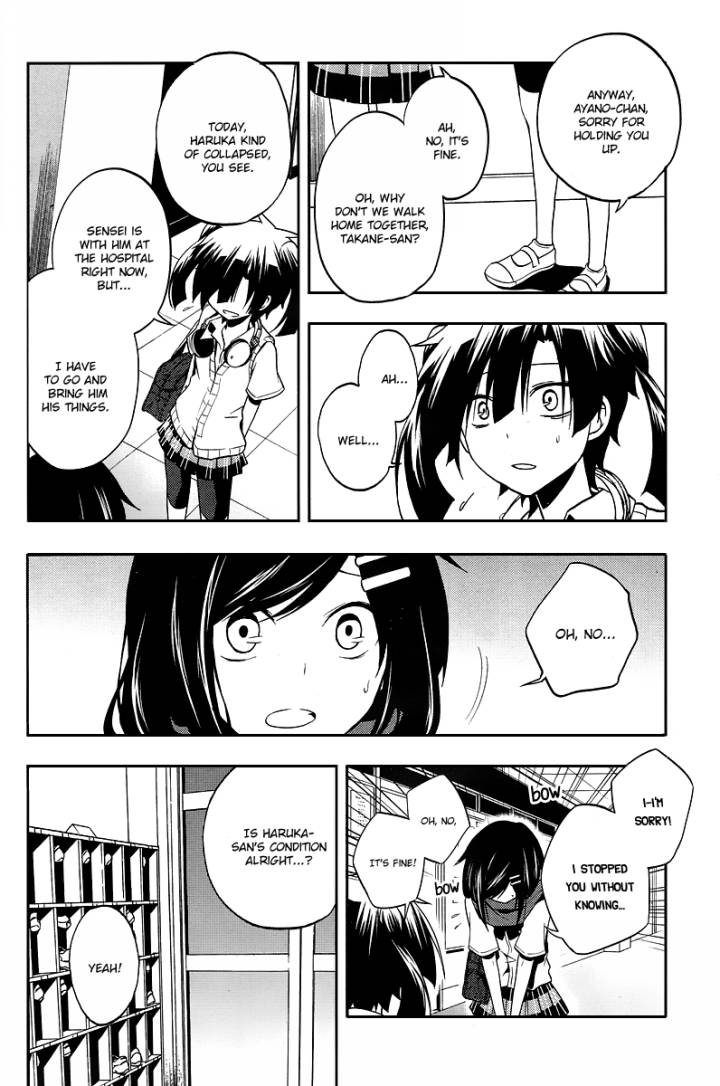 ANYWAY,
AYANO-CHAN,
SORRY FOR
HOLDING YOU
UP.
AH,
NO, IT'S
FINE.
OH, WHY
DON'T WE WALK
HOME TOGETHER,
TAKANE-SAN?
AH...
WELL...
TODAY,
HARUKA KIND
OF COLLAPSED,
YOU SEE.
SENSEI IS
WITH HIM AT
THE HOSPITAL
RIGHT NOW,
BUT...
I HAVE
TO GO AND
BRING HIM
HIS THINGS.
OH, NO...
I-I'M
SORRY!
I STOPPED
YOU WITHOUT
KNOWING...
bow
bow
OH, NO,
IT'S FINE!
IS HARUKA-
SAN'S CONDITION
ALRIGHT...?
YEAH!